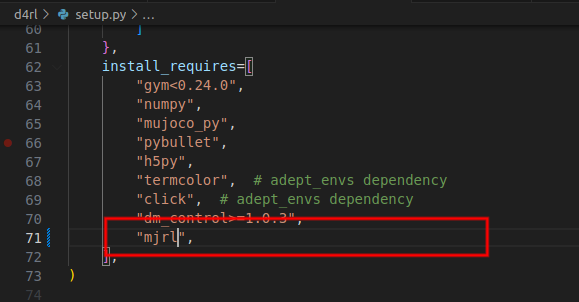 d4rl > setup.py > ...
60 ]
61 },
62 install_requires=[
63 "gym<0.24.0",
64 "numpy",
65 "mujoco_py",
66 "pybullet",
67 "h5py",
68 "termcolor", # adept_envs dependency
69 "click", # adept_envs dependency
70 "dm_control>=1.0.3",
71 "mjrl",
72 ],
73 )
74